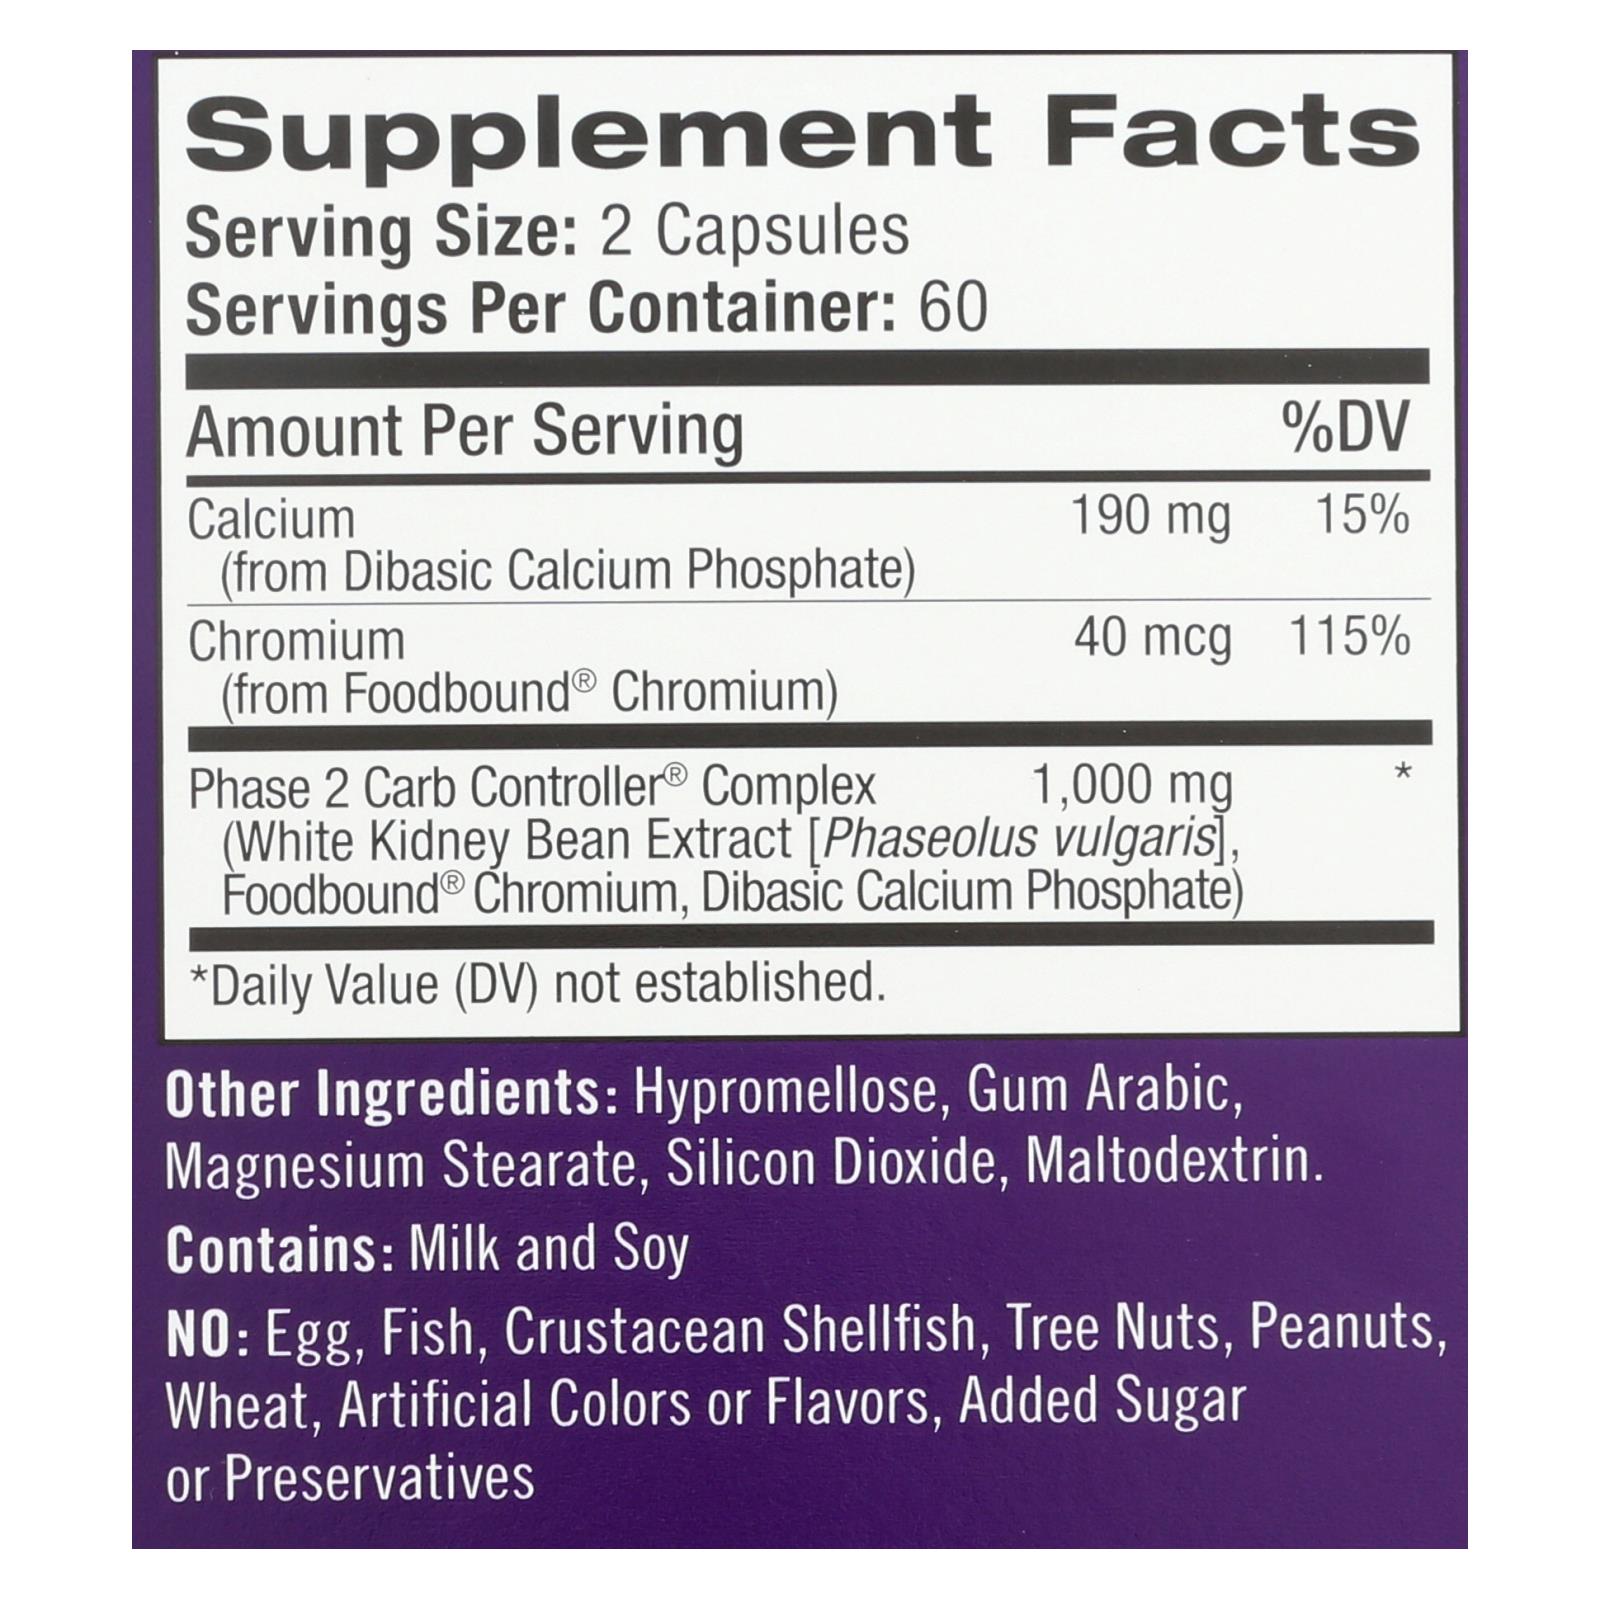 Supplement Facts
Serving Size: 2 Capsules
Servings Per Container: 60
Amount Per Serving %DV
Calcium 190 mg 15%
(from Dibasic Calcium Phosphate)
Chromium 40 mcg 115%
(from Foodbound® Chromium)
Phase 2 Carb Controller® Complex 1,000 mg *
(White Kidney Bean Extract [Phaseolus vulgaris],
Foodbound® Chromium, Dibasic Calcium Phosphate)
*Daily Value (DV) not established.
Other Ingredients: Hypromellose, Gum Arabic,
Magnesium Stearate, Silicon Dioxide, Maltodextrin.
Contains: Milk and Soy
NO: Egg, Fish, Crustacean Shellfish, Tree Nuts, Peanuts,
Wheat, Artificial Colors or Flavors, Added Sugar
or Preservatives